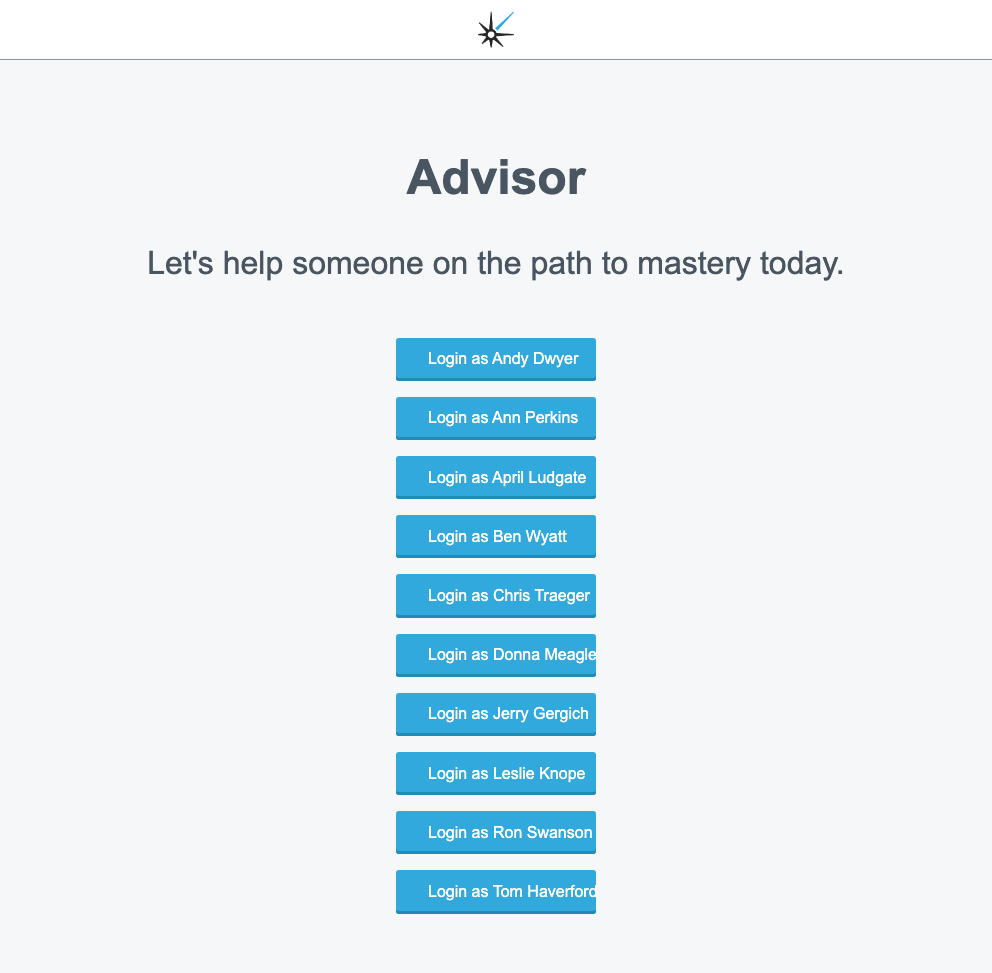 Advisor
Let's help someone on the path to mastery today.
Login as Andy Dwyer
Login as Ann Perkins
Login as April Ludgate
Login as Ben Wyatt
Login as Chris Traeger
Login as Donna Meagle
Login as Jerry Gergich
Login as Leslie Knope
Login as Ron Swanson
Login as Tom Haverford